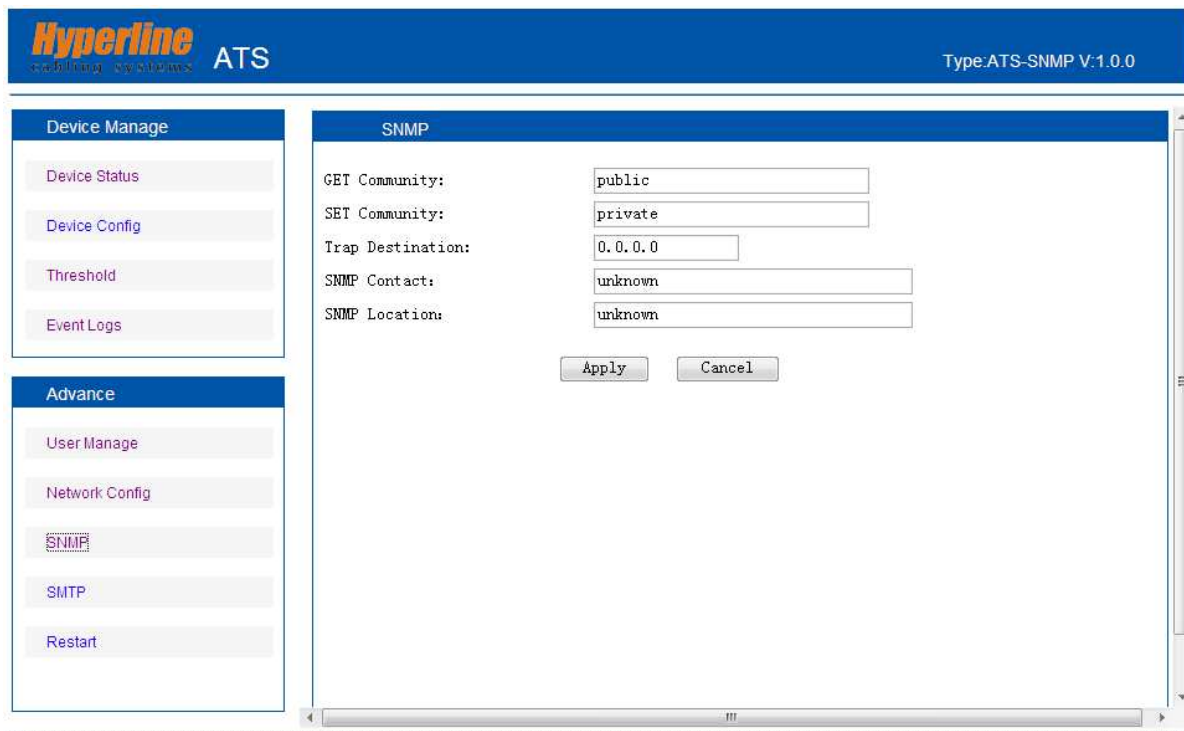 Hyperline
cabling systems
ATS
Type:ATS-SNMP V:1.0.0
Device Manage
Device Status
Device Config
Threshold
Event Logs
Advance
User Manage
Network Config
SNMP
SMTP
Restart
SNMP
GET Community: public
SET Community: private
Trap Destination: 0.0.0.0
SNMP Contact: unknown
SNMP Location: unknown
Apply Cancel